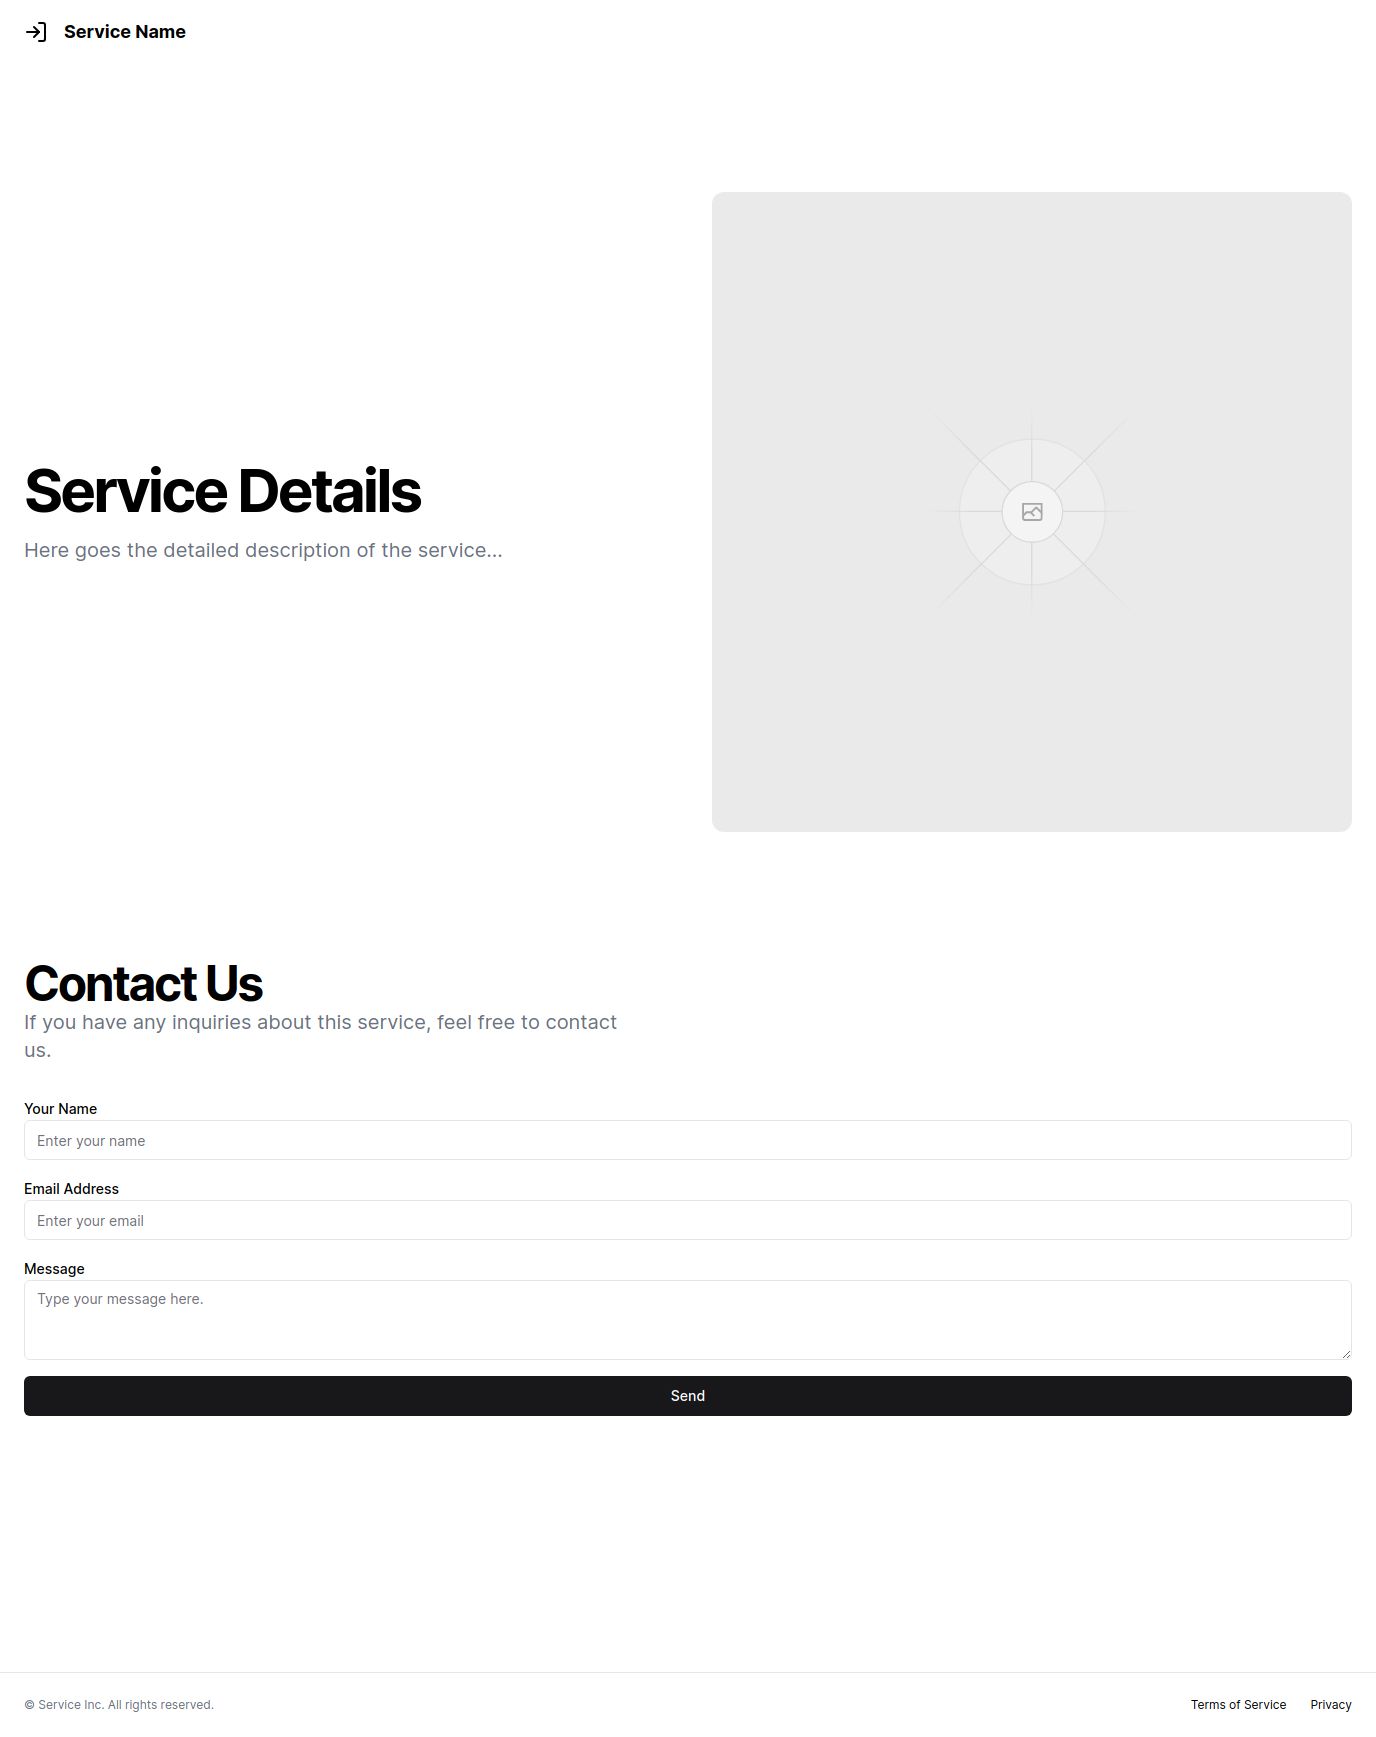 Service Name
Service Details
Here goes the detailed description of the service...
Contact Us
If you have any inquiries about this service, feel free to contact
us.
Your Name
Enter your name
Email Address
Enter your email
Message
Type your message here.
Send
© Service Inc. All rights reserved.
Terms of Service
Privacy